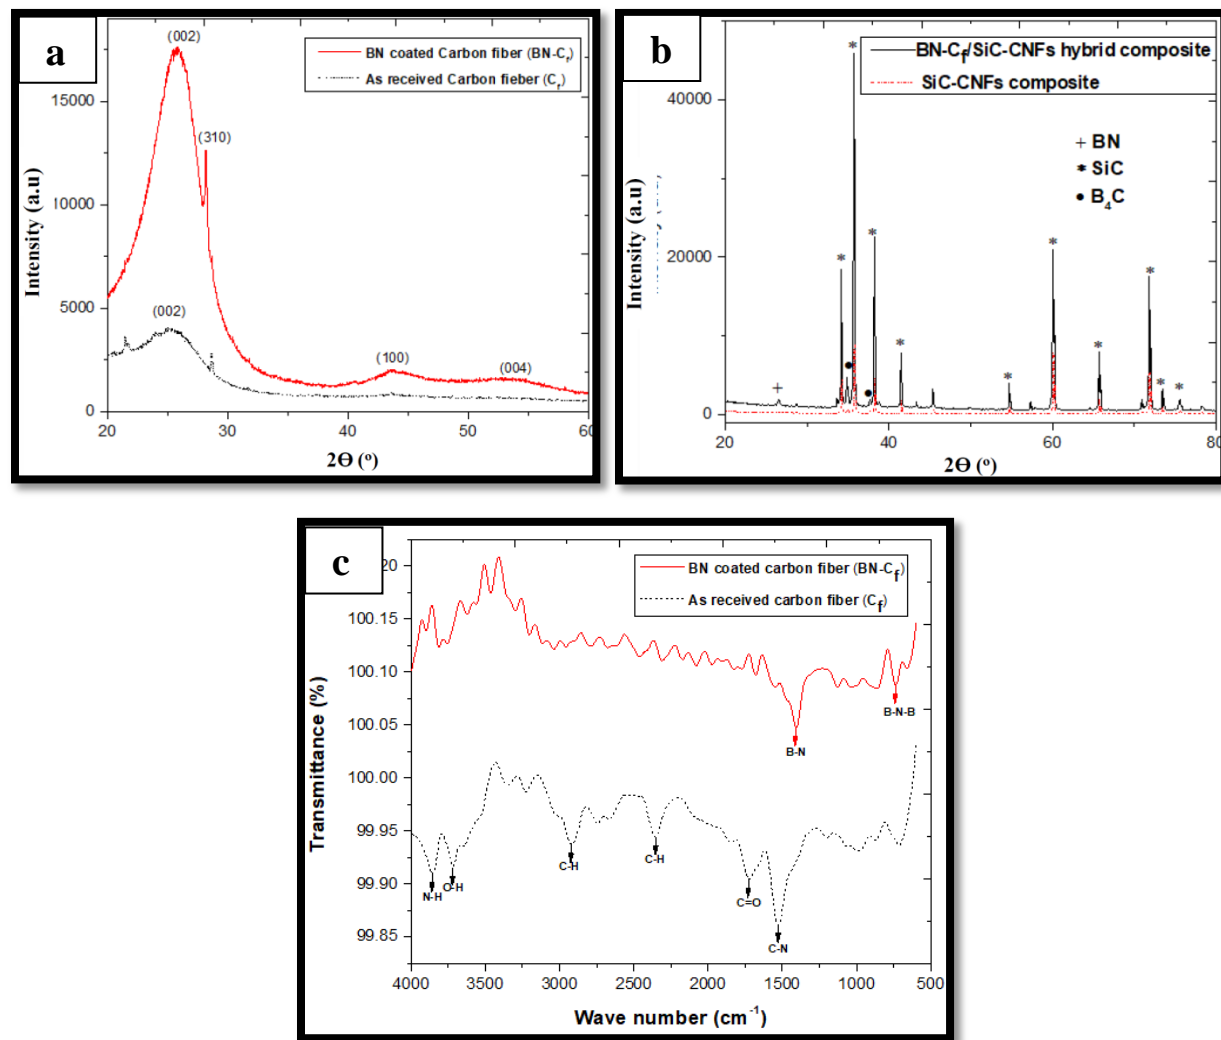 a
(002)
BN coated Carbon fiber (BN-Cf)
As received Carbon fieber (Cf)
15000
(310)
10000
5000
(002)
(100)
(004)
0
20 30 40 50 60
Intensity (a.u)
2Θ (o)
b
*
BN-Cf/SiC-CNFs hybrid composite
SiC-CNFs composite
40000
+ BN
* SiC
● B4C
20000
* * * * * * * * *
+ ● ●
0
20 40 60 80
Intensity (a.u)
2Θ (o)
c
20
BN coated carbon fiber (BN-Cf)
As received carbon fiber (Cf)
100.15
100.10
100.05
100.00
99.95
99.90
99.85
B-N-B
B-N
C-H
C-H
N-H
O-H
C=O
C-N
4000 3500 3000 2500 2000 1500 1000 500
Transmittance (%)
Wave number (cm-1)